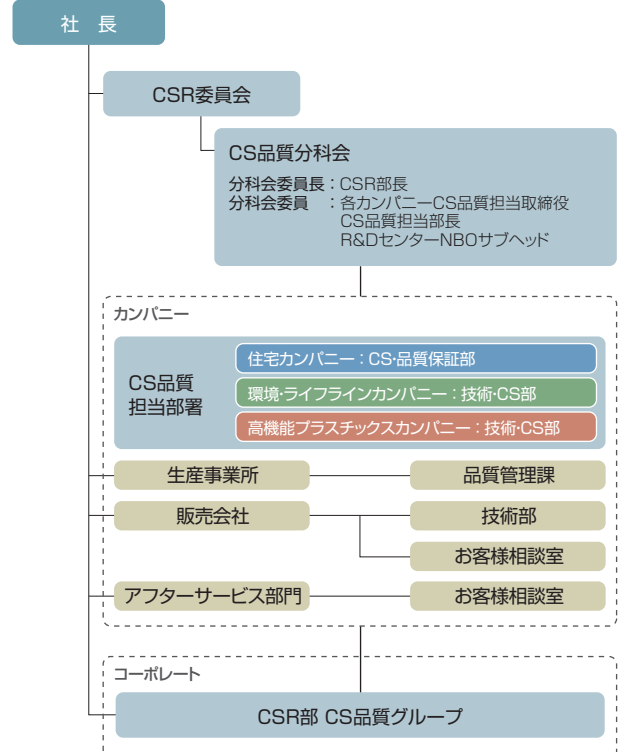 社 長
CSR委員会
CS品質分科会
分科会委員長：CSR部長
分科会委員　：各カンパニーCS品質担当取締役
CS品質担当部長
R&DセンターNBOサブヘッド
カンパニー
CS品質
担当部署
住宅カンパニー：CS・品質保証部
環境・ライフラインカンパニー：技術・CS部
高機能プラスチックスカンパニー：技術・CS部
生産事業所
品質管理課
販売会社
技術部
お客様相談室
アフターサービス部門
お客様相談室
コーポレート
CSR部 CS品質グループ